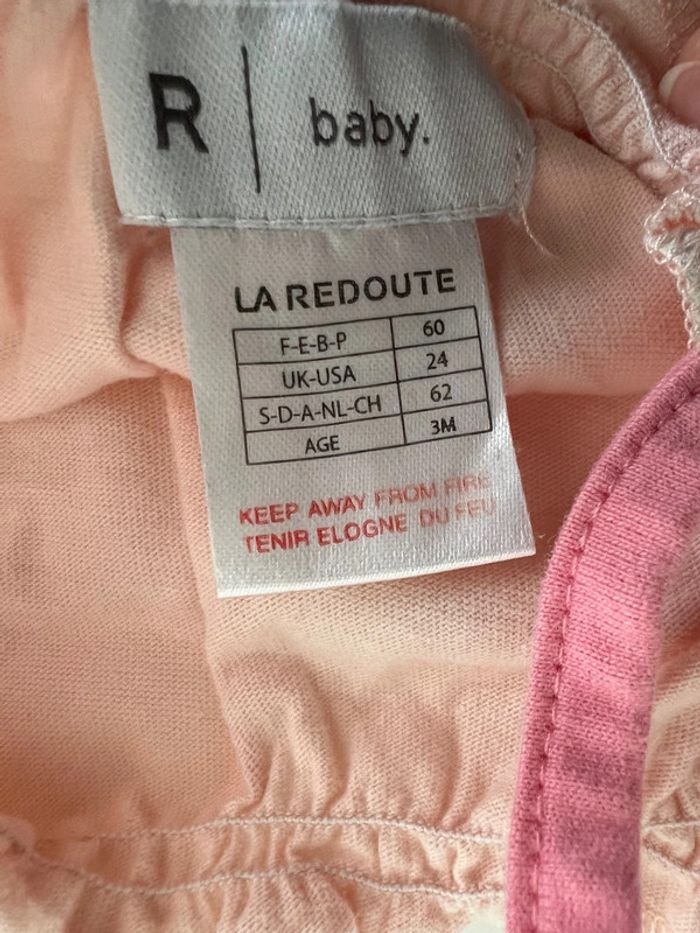 R | baby.
LA REDOUTE
F-E-B-P 60
UK-USA 24
S-D-A-NL-CH 62
AGE 3M
KEEP AWAY FROM FIRE
TENIR ELOGNE DU FEU